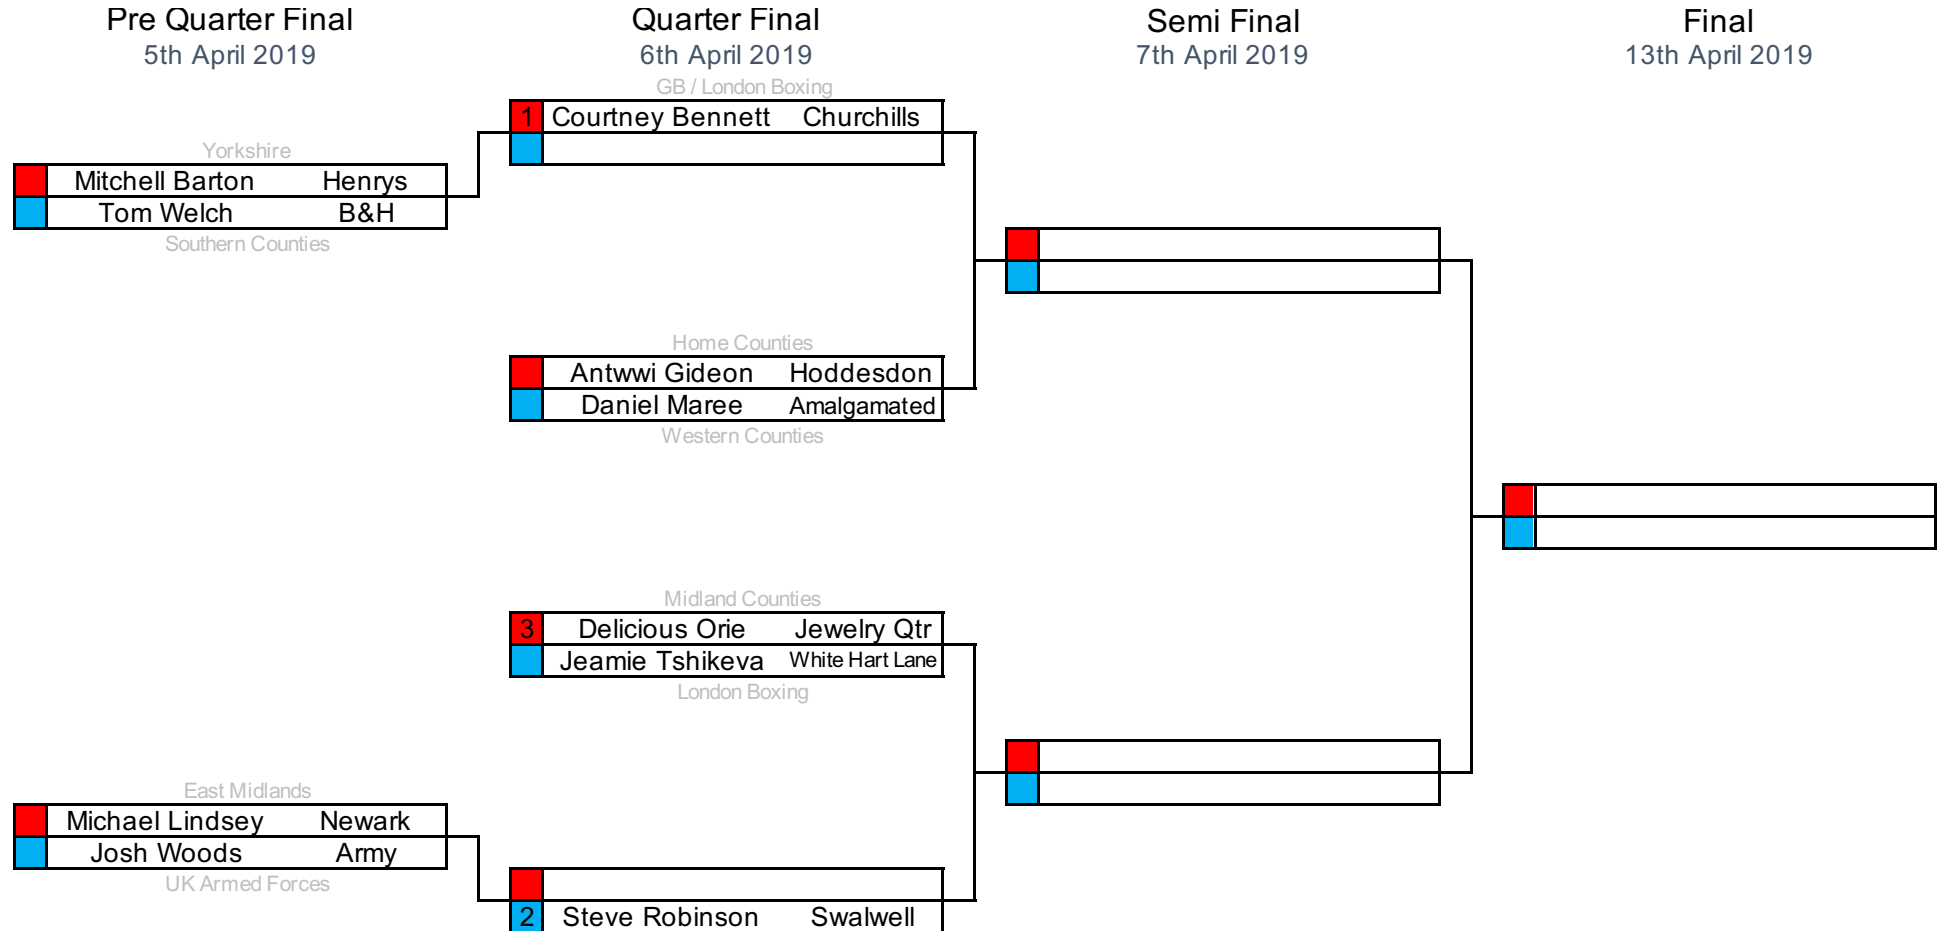 Pre Quarter Final
5th April 2019
Yorkshire
Mitchell Barton Henrys
Tom Welch B&H
Southern Counties
East Midlands
Michael Lindsey Newark
Josh Woods Army
UK Armed Forces
Quarter Final
6th April 2019
GB / London Boxing
1 Courtney Bennett Churchills
Home Counties
Antwwi Gideon Hoddesdon
Daniel Maree Amalgamated
Western Counties
Midland Counties
3 Delicious Orie Jewelry Qtr
Jeamie Tshikeva White Hart Lane
London Boxing
2 Steve Robinson Swalwell
Semi Final
7th April 2019
Final
13th April 2019